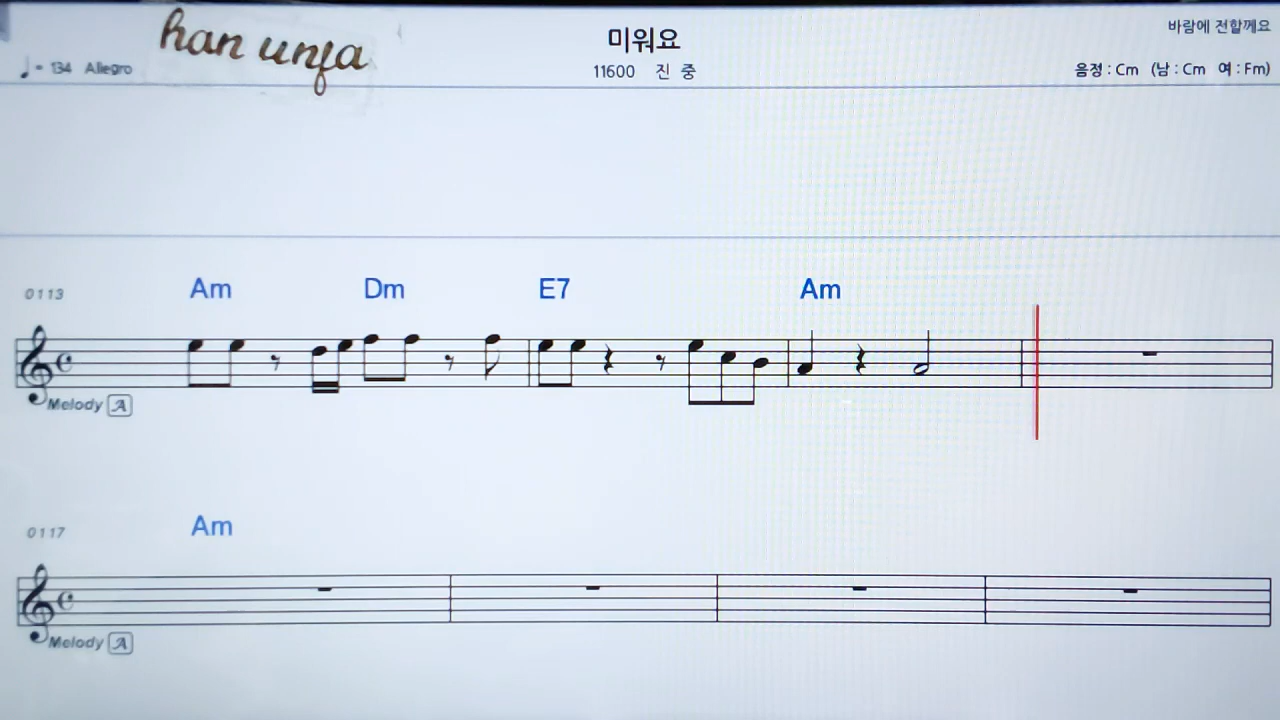 han unfa
미워요
바람에 전할께요
♩= 134 Allegro
11600 진 중
음정 : Cm (남 : Cm 여 : Fm)
0113 Am Dm E7 Am
Melody A
0117 Am
Melody A